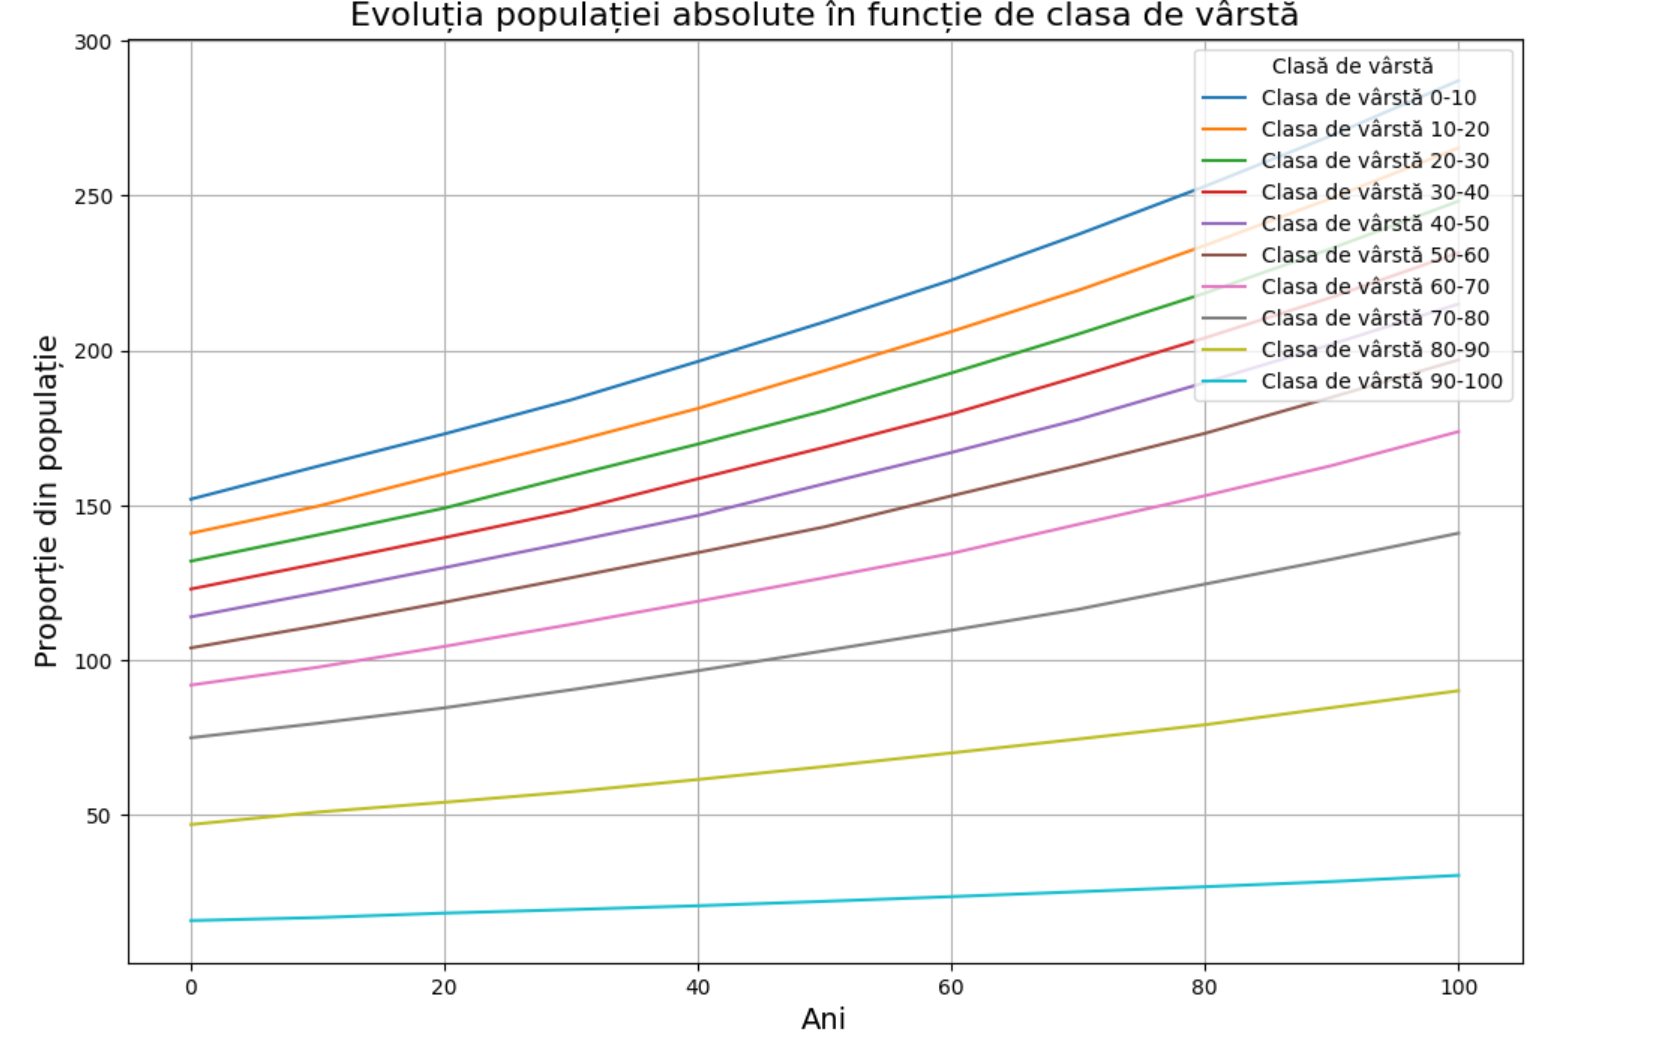 Evoluția populației absolute în funcție de clasa de vârstă
300
250
200
150
100
50
Proporție din populație
Clasă de vârstă
Clasa de vârstă 0-10
Clasa de vârstă 10-20
Clasa de vârstă 20-30
Clasa de vârstă 30-40
Clasa de vârstă 40-50
Clasa de vârstă 50-60
Clasa de vârstă 60-70
Clasa de vârstă 70-80
Clasa de vârstă 80-90
Clasa de vârstă 90-100
0 20 40 60 80 100
Ani